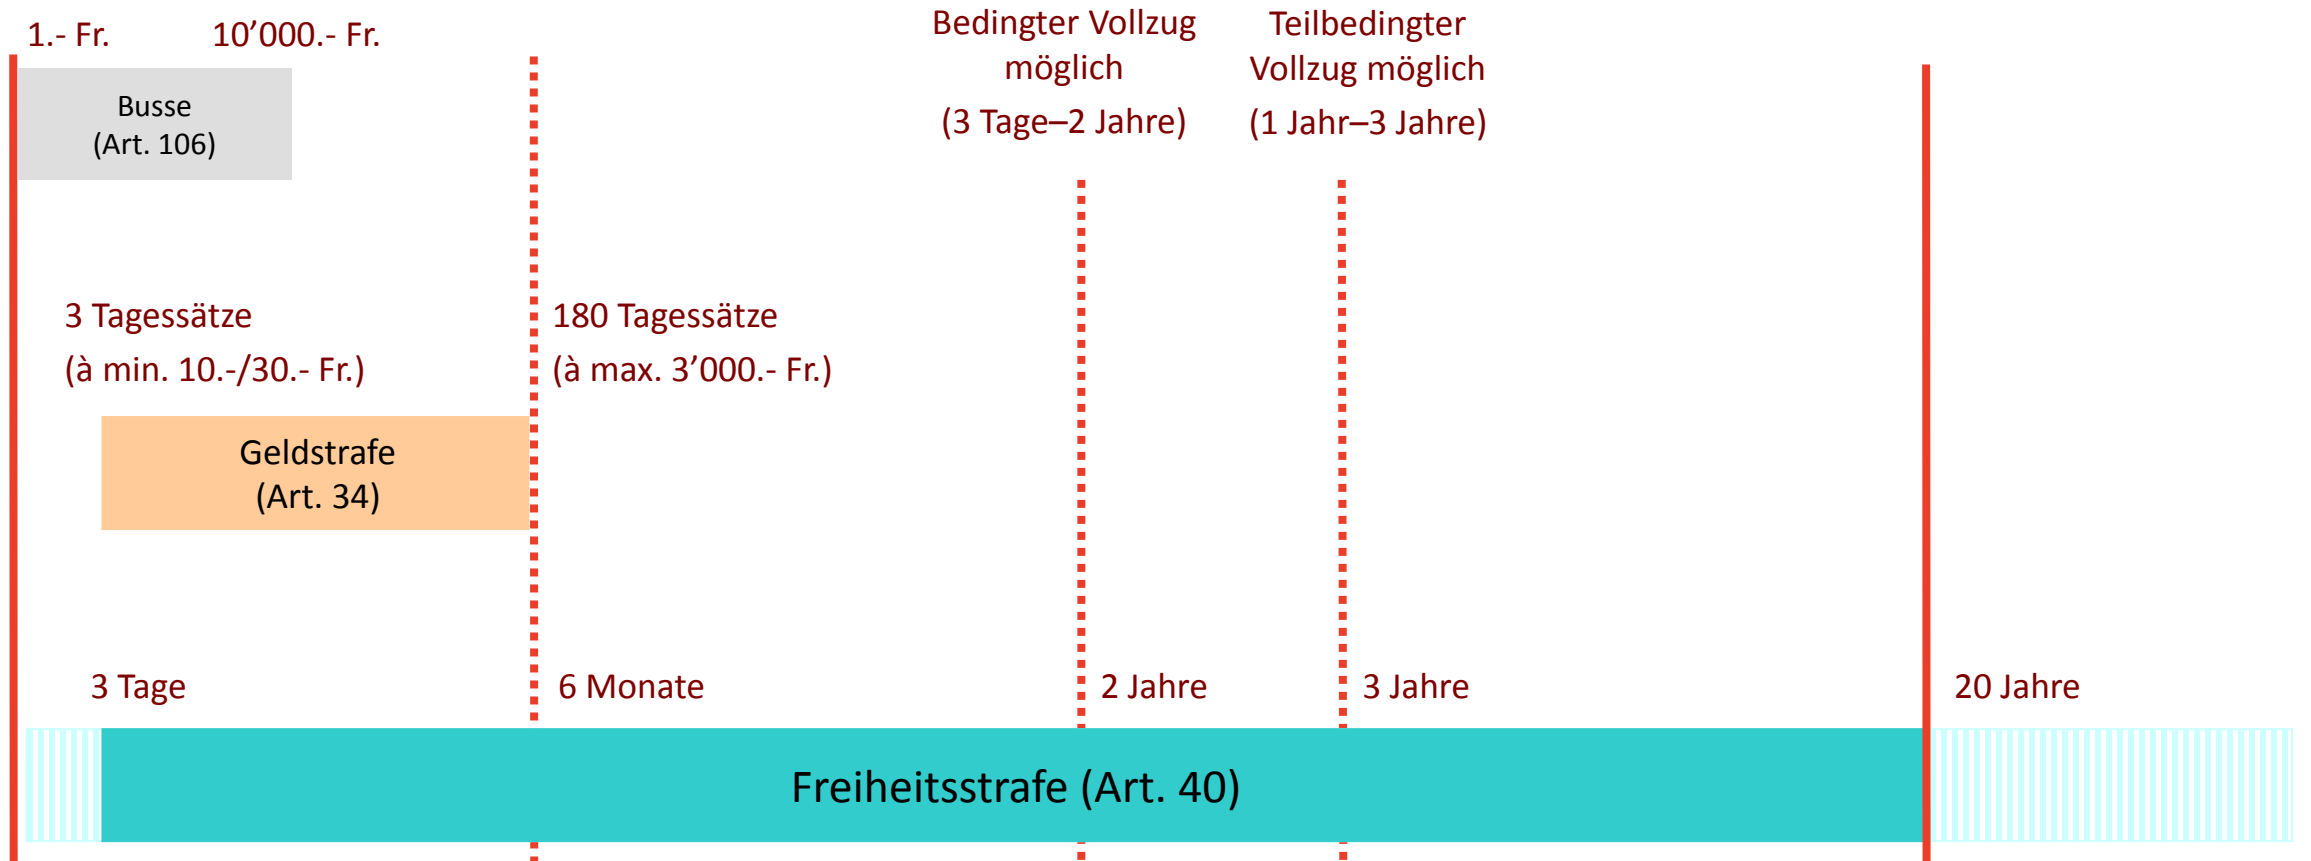 1.- Fr.
10’000.- Fr.
Bedingter Vollzug
möglich
(3 Tage–2 Jahre)
Teilbedingter
Vollzug möglich
(1 Jahr–3 Jahre)
Busse
(Art. 106)
3 Tagessätze
(à min. 10.-/30.- Fr.)
180 Tagessätze
(à max. 3’000.- Fr.)
Geldstrafe
(Art. 34)
3 Tage
6 Monate
2 Jahre
3 Jahre
20 Jahre
Freiheitsstrafe (Art. 40)